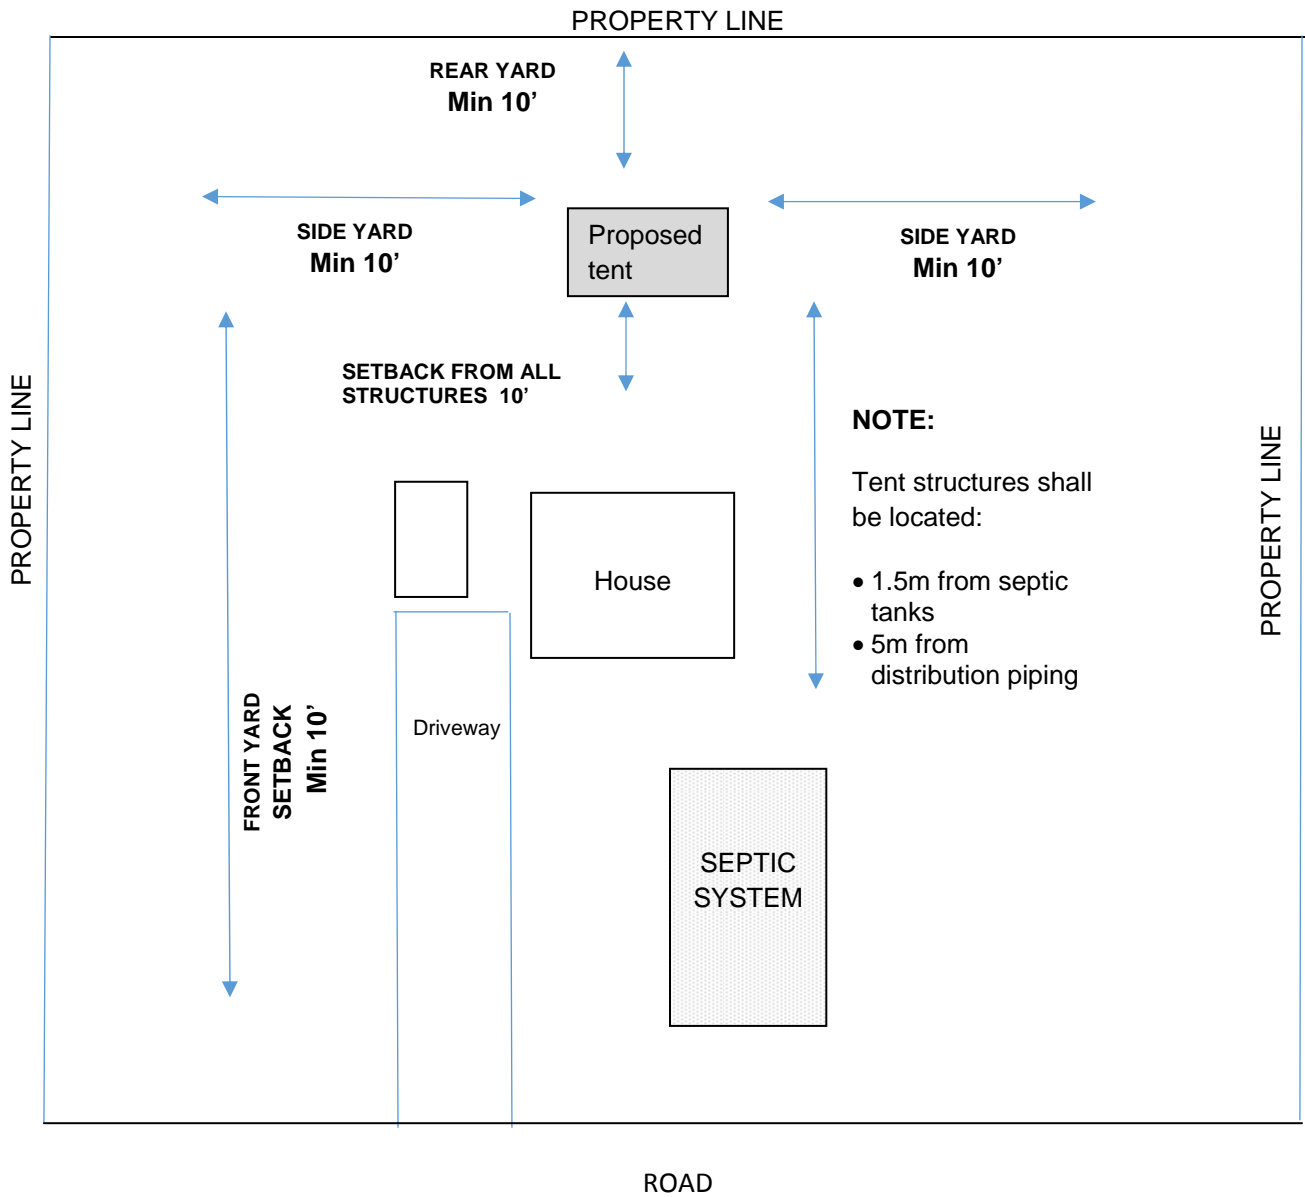 PROPERTY LINE
REAR YARD
Min 10’
SIDE YARD
Min 10’
Proposed
tent
SIDE YARD
Min 10’
SETBACK FROM ALL
STRUCTURES 10’
PROPERTY LINE
NOTE:
Tent structures shall
be located:
• 1.5m from septic
tanks
• 5m from
distribution piping
PROPERTY LINE
House
FRONT YARD
SETBACK
Min 10’
Driveway
SEPTIC
SYSTEM
ROAD